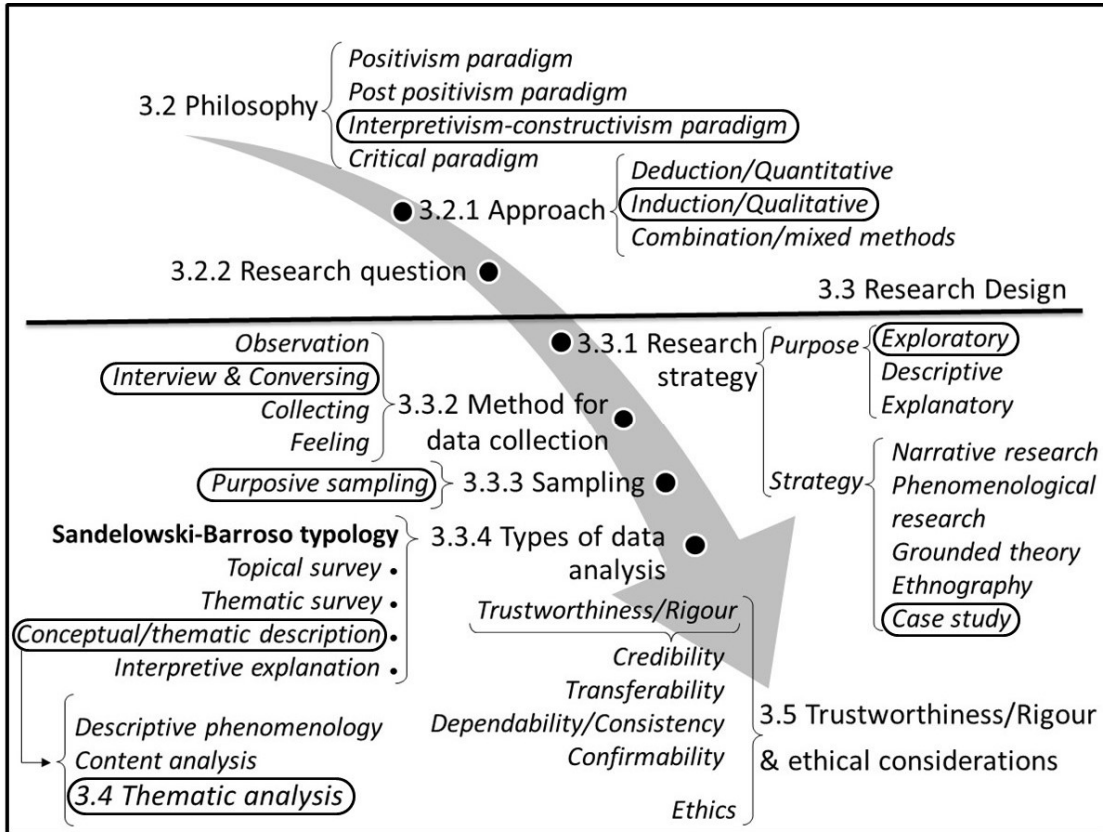 Positivism paradigm
Post positivism paradigm
3.2 Philosophy
Interpretivism-constructivism paradigm
Critical paradigm
Deduction/Quantitative
3.2.1 Approach
Induction/Qualitative
Combination/mixed methods
3.2.2 Research question
3.3 Research Design
Observation
Interview & Conversing
Collecting
Feeling
3.3.1 Research
strategy
Purpose
Exploratory
Descriptive
Explanatory
3.3.2 Method for
data collection
Purposive sampling
3.3.3 Sampling
Strategy
Narrative research
Phenomenological
research
Grounded theory
Ethnography
Case study
Sandelowski-Barroso typology
Topical survey •
Thematic survey •
Conceptual/thematic description •
Interpretive explanation •
3.3.4 Types of data
analysis
Descriptive phenomenology
Content analysis
3.4 Thematic analysis
Trustworthiness/Rigour
Credibility
Transferability
Dependability/Consistency
Confirmability
Ethics
3.5 Trustworthiness/Rigour
& ethical considerations